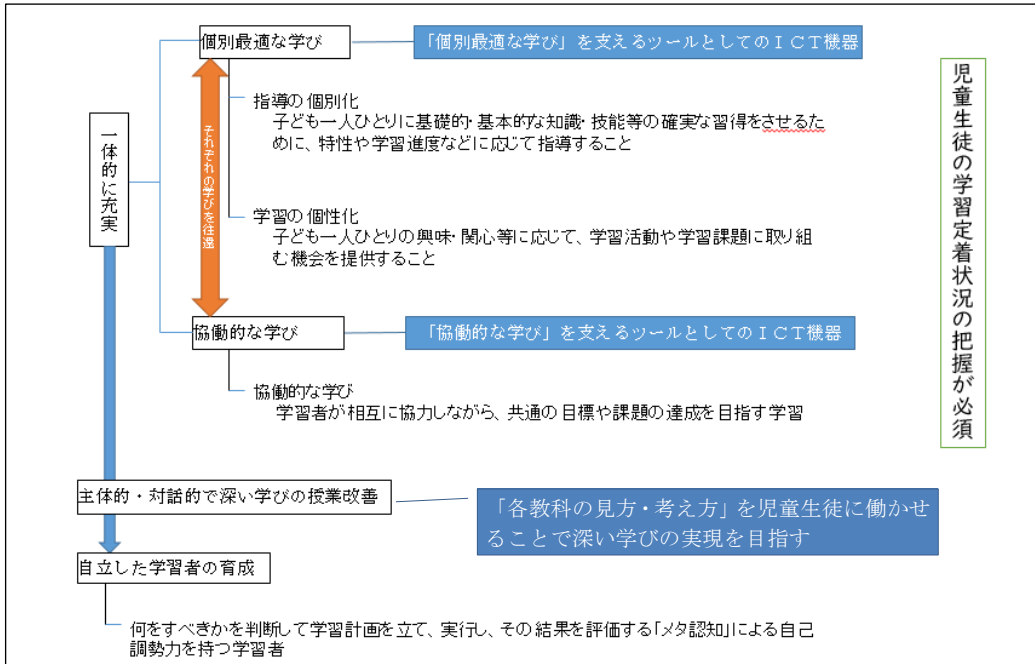 個別最適な学び
「個別最適な学び」を支えるツールとしてのＩＣＴ機器
指導の個別化
子ども一人ひとりに基礎的・基本的な知識・技能等の確実な習得をさせるた
めに、特性や学習進度などに応じて指導すること
一体的に充実
それぞれの学びを往還
学習の個性化
子ども一人ひとりの興味・関心等に応じて、学習活動や学習課題に取り組
む機会を提供すること
児童生徒の学習定着状況の把握が必須
協働的な学び
「協働的な学び」を支えるツールとしてのＩＣＴ機器
協働的な学び
学習者が相互に協力しながら、共通の目標や課題の達成を目指す学習
主体的・対話的で深い学びの授業改善
「各教科の見方・考え方」を児童生徒に働かせ
ることで深い学びの実現を目指す
自立した学習者の育成
何をすべきかを判断して学習計画を立て、実行し、その結果を評価する「メタ認知」による自己
調勢力を持つ学習者